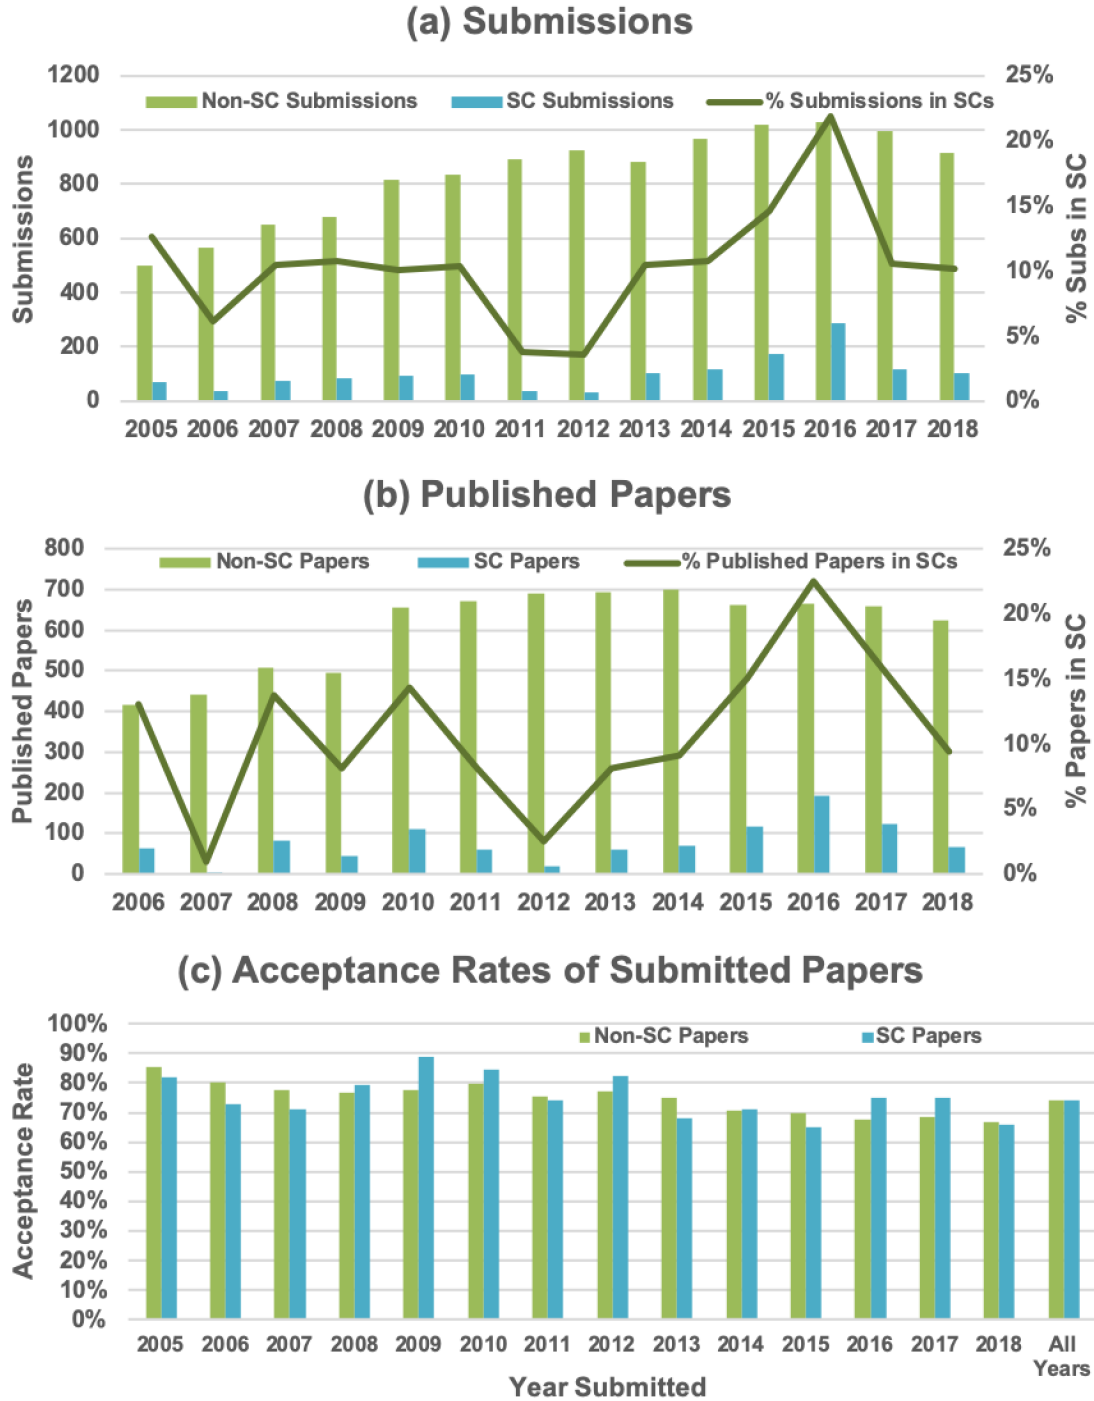 (a) Submissions
1200 25%
Non-SC Submissions SC Submissions % Submissions in SCs
1000 20%
800 15%
600
400 10%
200 5%
0 0%
Submissions
% Subs in SC
2005 2006 2007 2008 2009 2010 2011 2012 2013 2014 2015 2016 2017 2018
(b) Published Papers
800 25%
Non-SC Papers SC Papers % Published Papers in SCs
700
600 20%
500 15%
400
300 10%
200 5%
100
0 0%
Published Papers
% Papers in SC
2006 2007 2008 2009 2010 2011 2012 2013 2014 2015 2016 2017 2018
(c) Acceptance Rates of Submitted Papers
100%
Non-SC Papers SC Papers
90%
80%
70%
60%
50%
40%
30%
20%
10%
0%
Acceptance Rate
2005 2006 2007 2008 2009 2010 2011 2012 2013 2014 2015 2016 2017 2018 All
Years
Year Submitted